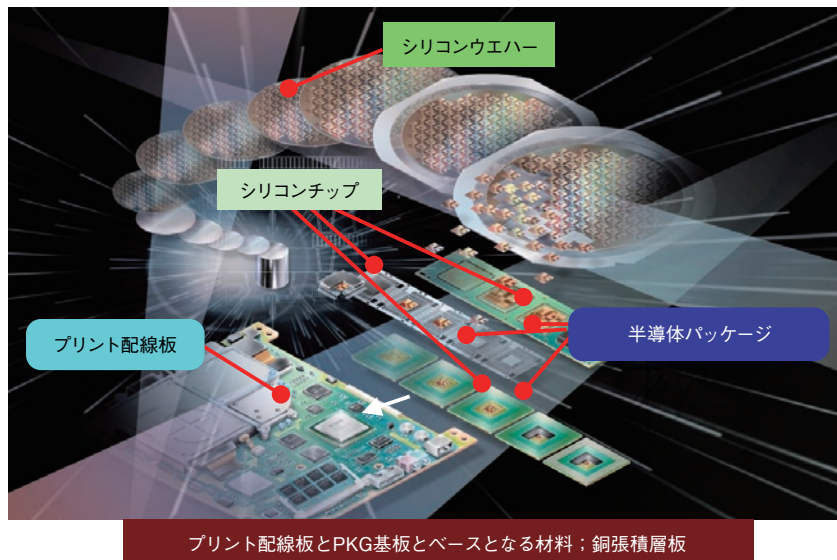 シリコンウエハー
シリコンチップ
プリント配線板
半導体パッケージ
プリント配線板とPKG基板とベースとなる材料；銅張積層板